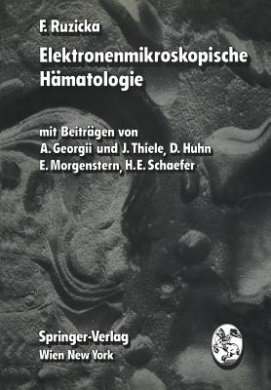 F. Ruzicka
Elektronenmikroskopische
Hämatologie
mit Beiträgen von
A. Georgii und J. Thiele, D. Huhn
E. Morgenstern, H. E. Schaefer
Springer-Verlag
Wien New York